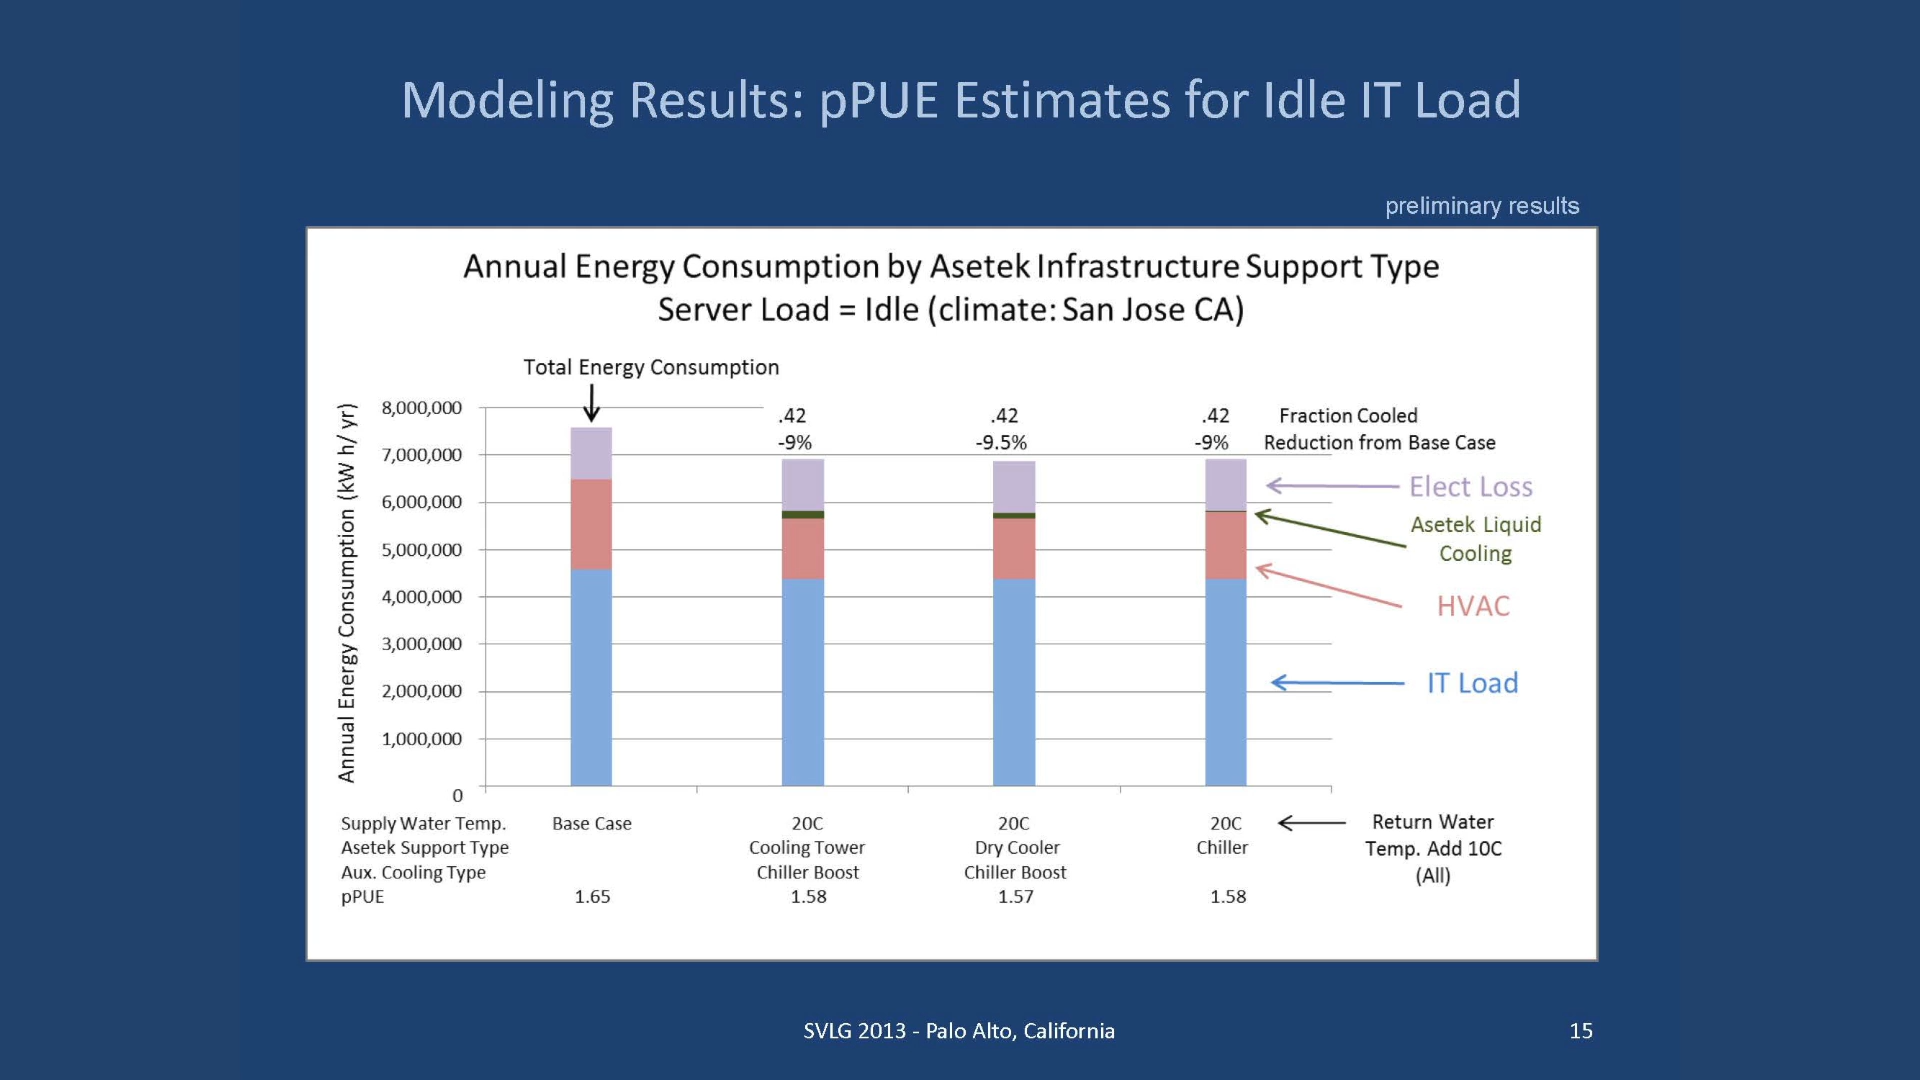 Modeling Results: pPUE Estimates for Idle IT Load
preliminary results
Annual Energy Consumption by Asetek Infrastructure Support Type
Server Load = Idle (climate: San Jose CA)
Total Energy Consumption
Annual Energy Consumption (kW h/ yr)
8,000,000
7,000,000
6,000,000
5,000,000
4,000,000
3,000,000
2,000,000
1,000,000
0
.42 .42 .42 Fraction Cooled
-9% -9.5% -9% Reduction from Base Case
Elect Loss
Asetek Liquid
Cooling
HVAC
IT Load
Supply Water Temp. Base Case 20C 20C 20C
Asetek Support Type Cooling Tower Dry Cooler Chiller
Aux. Cooling Type Chiller Boost Chiller Boost
pPUE 1.65 1.58 1.57 1.58
Return Water
Temp. Add 10C
(All)
SVLG 2013 - Palo Alto, California
15